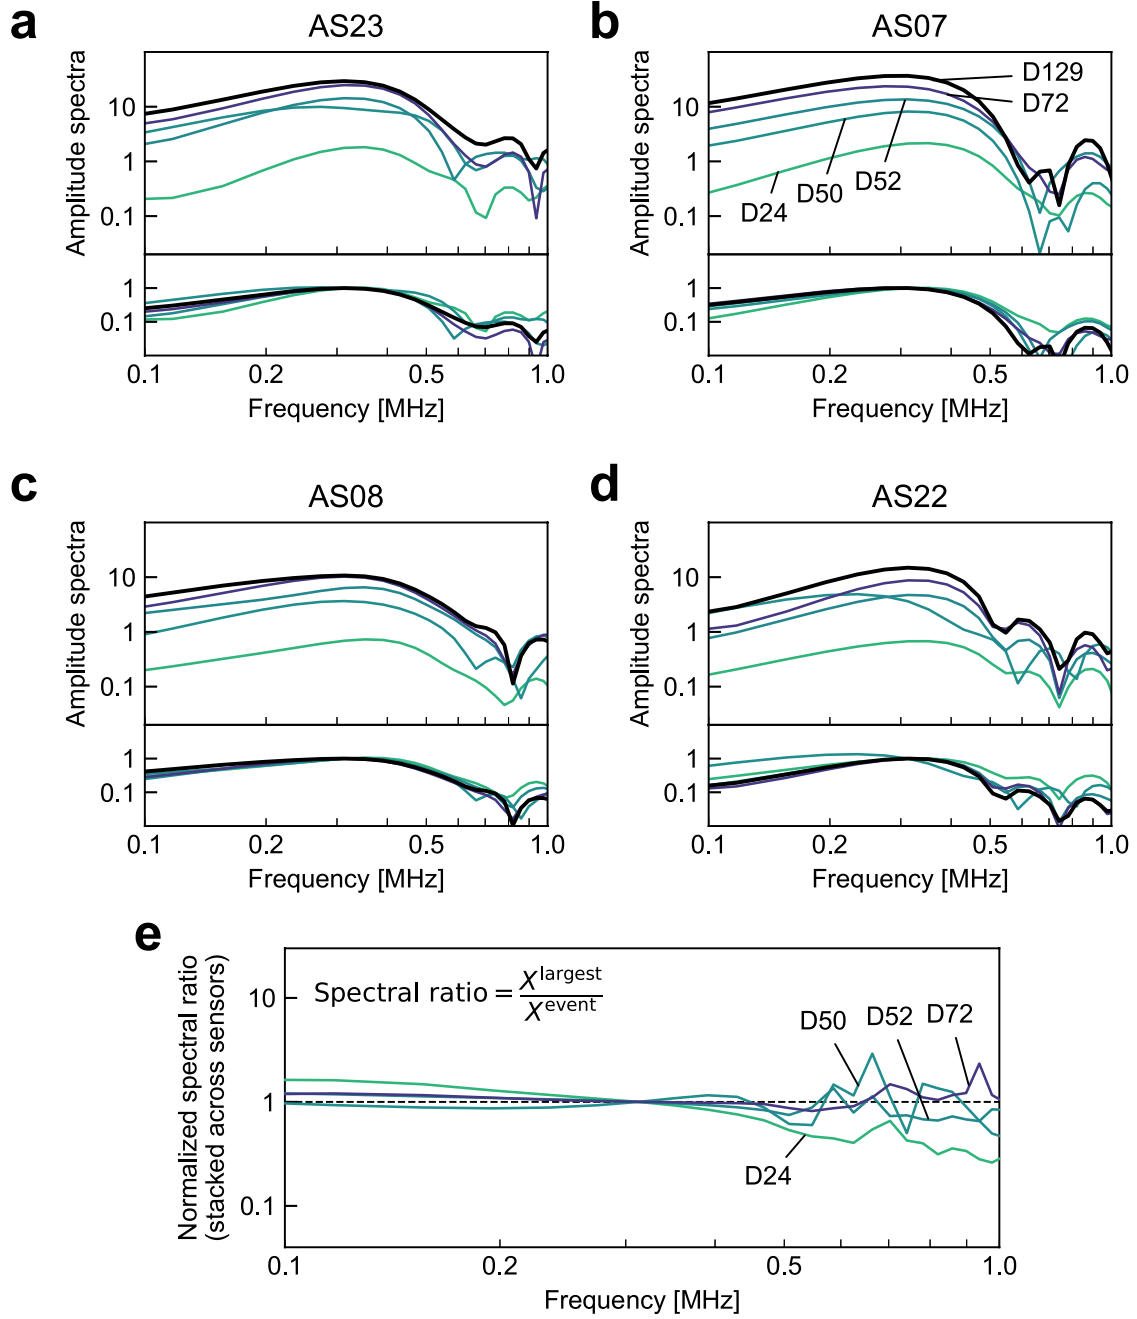 a
AS23
Amplitude spectra
10
1
0.1
1
0.1
0.1
0.2
0.5
1.0
Frequency [MHz]
b
AS07
Amplitude spectra
10
1
0.1
D129
D72
D52
D50
D24
1
0.1
0.1
0.2
0.5
1.0
Frequency [MHz]
c
AS08
Amplitude spectra
10
1
0.1
1
0.1
0.1
0.2
0.5
1.0
Frequency [MHz]
d
AS22
Amplitude spectra
10
1
0.1
1
0.1
0.1
0.2
0.5
1.0
Frequency [MHz]
e
Normalized spectral ratio
(stacked across sensors)
10
1
0.1
Spectral ratio = X^largest / X^event
D50
D52
D72
D24
0.1
0.2
0.5
1.0
Frequency [MHz]